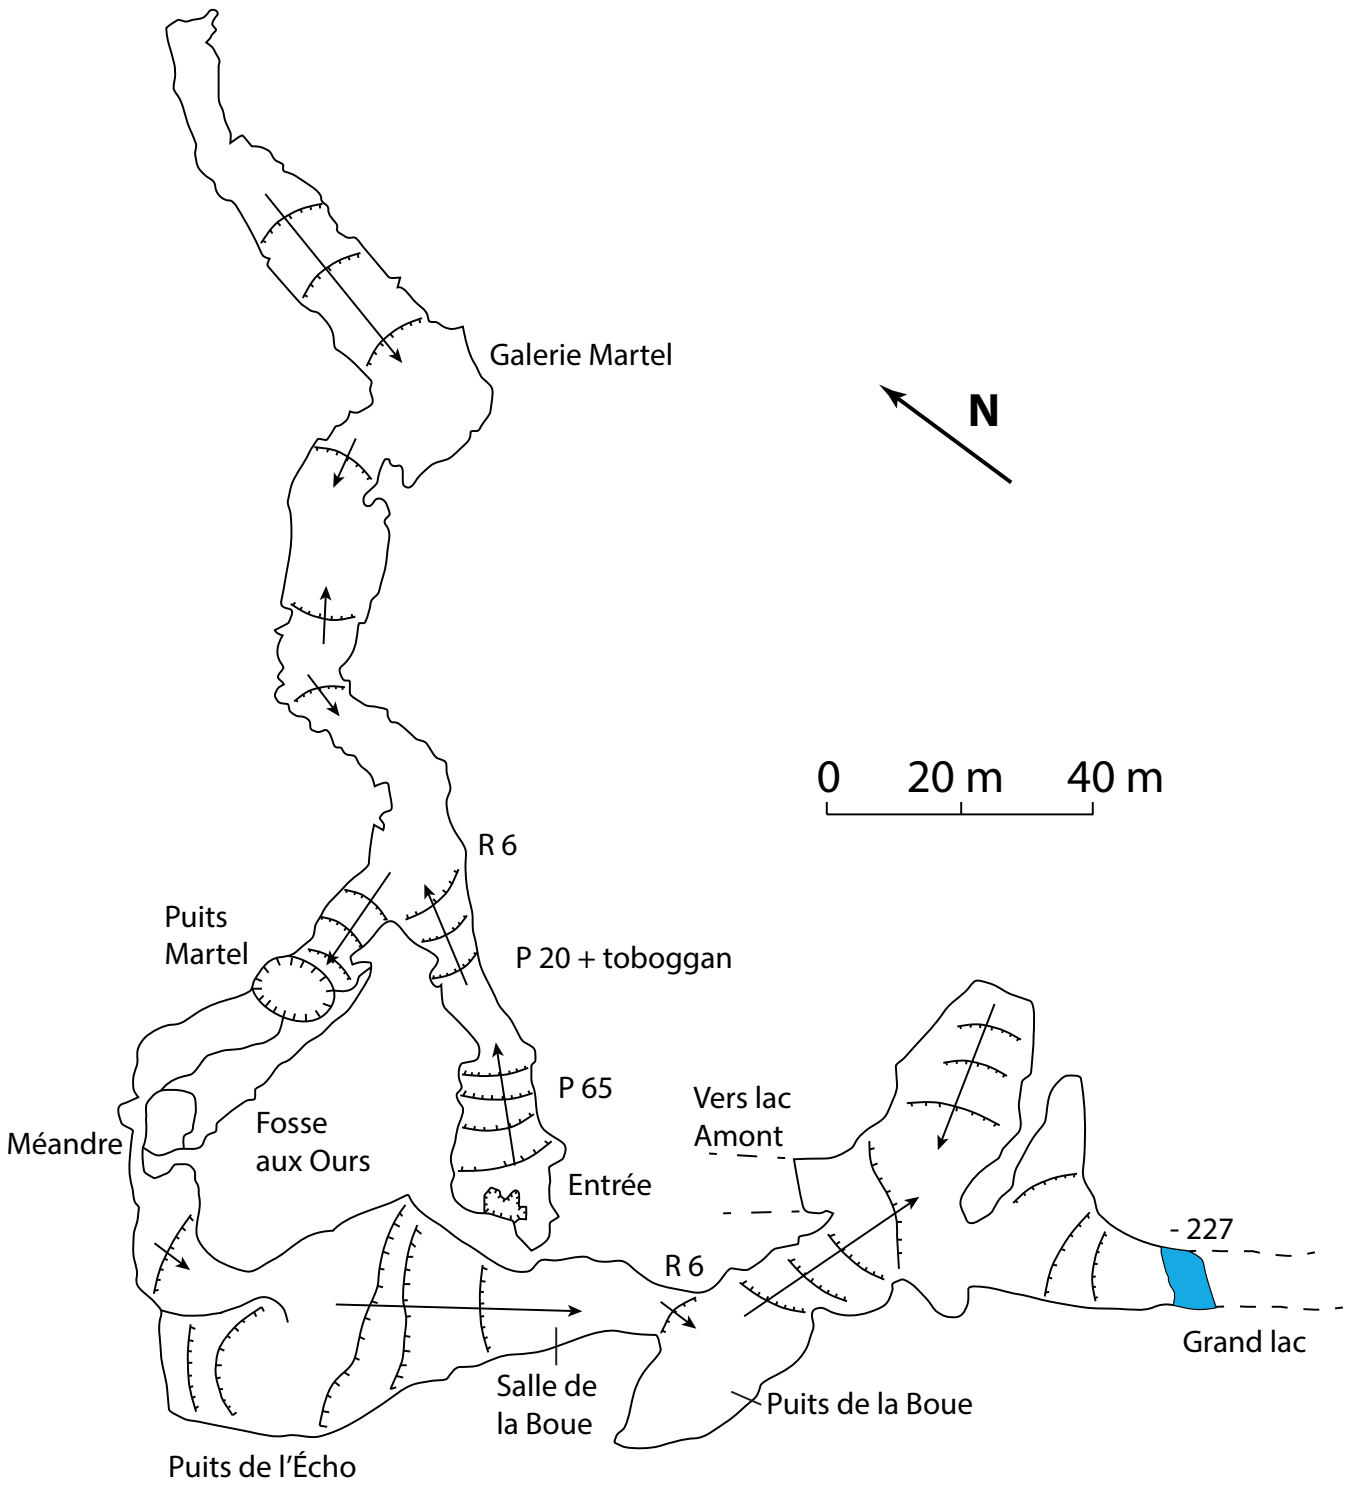 Galerie Martel
N
0 20 m 40 m
R 6
Puits
Martel
P 20 + toboggan
P 65
Vers lac
Amont
Fosse
aux Ours
Méandre
Entrée
- 227
R 6
Grand lac
Salle de
la Boue
Puits de la Boue
Puits de l'Écho